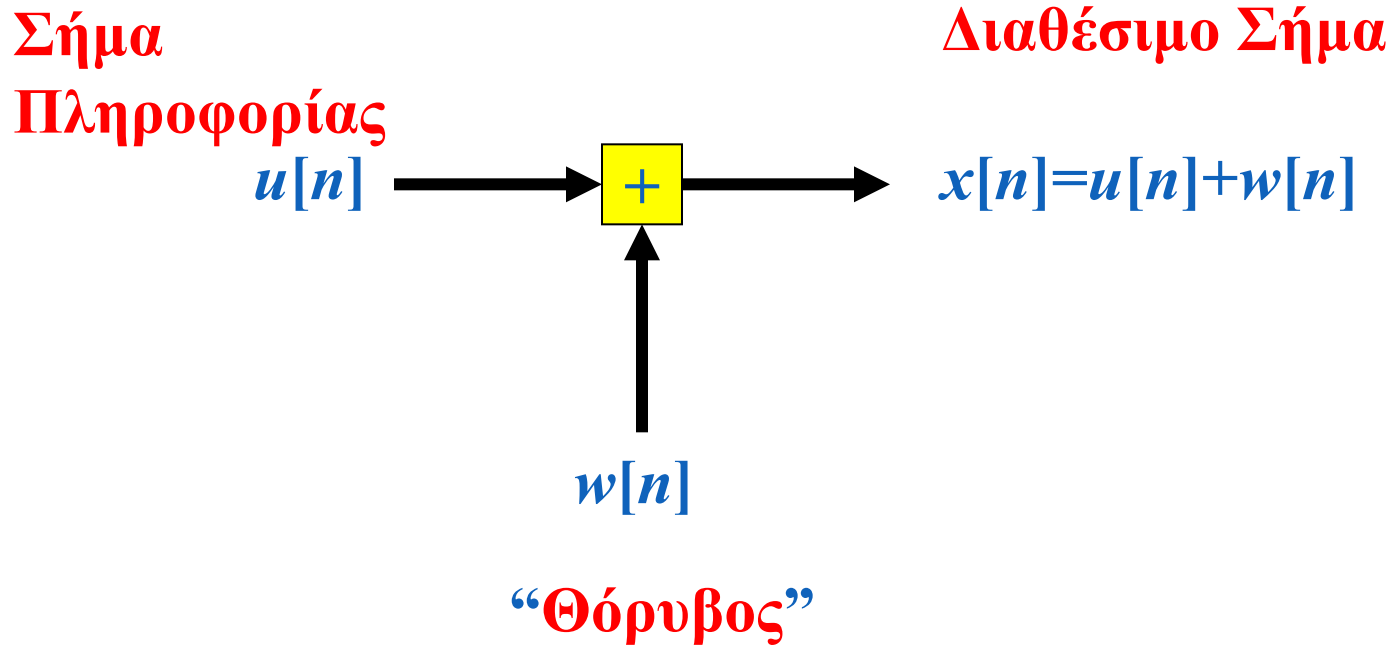 Σήμα
Πληροφορίας
Διαθέσιμο Σήμα
u[n]
+
x[n]=u[n]+w[n]
w[n]
“Θόρυβος”